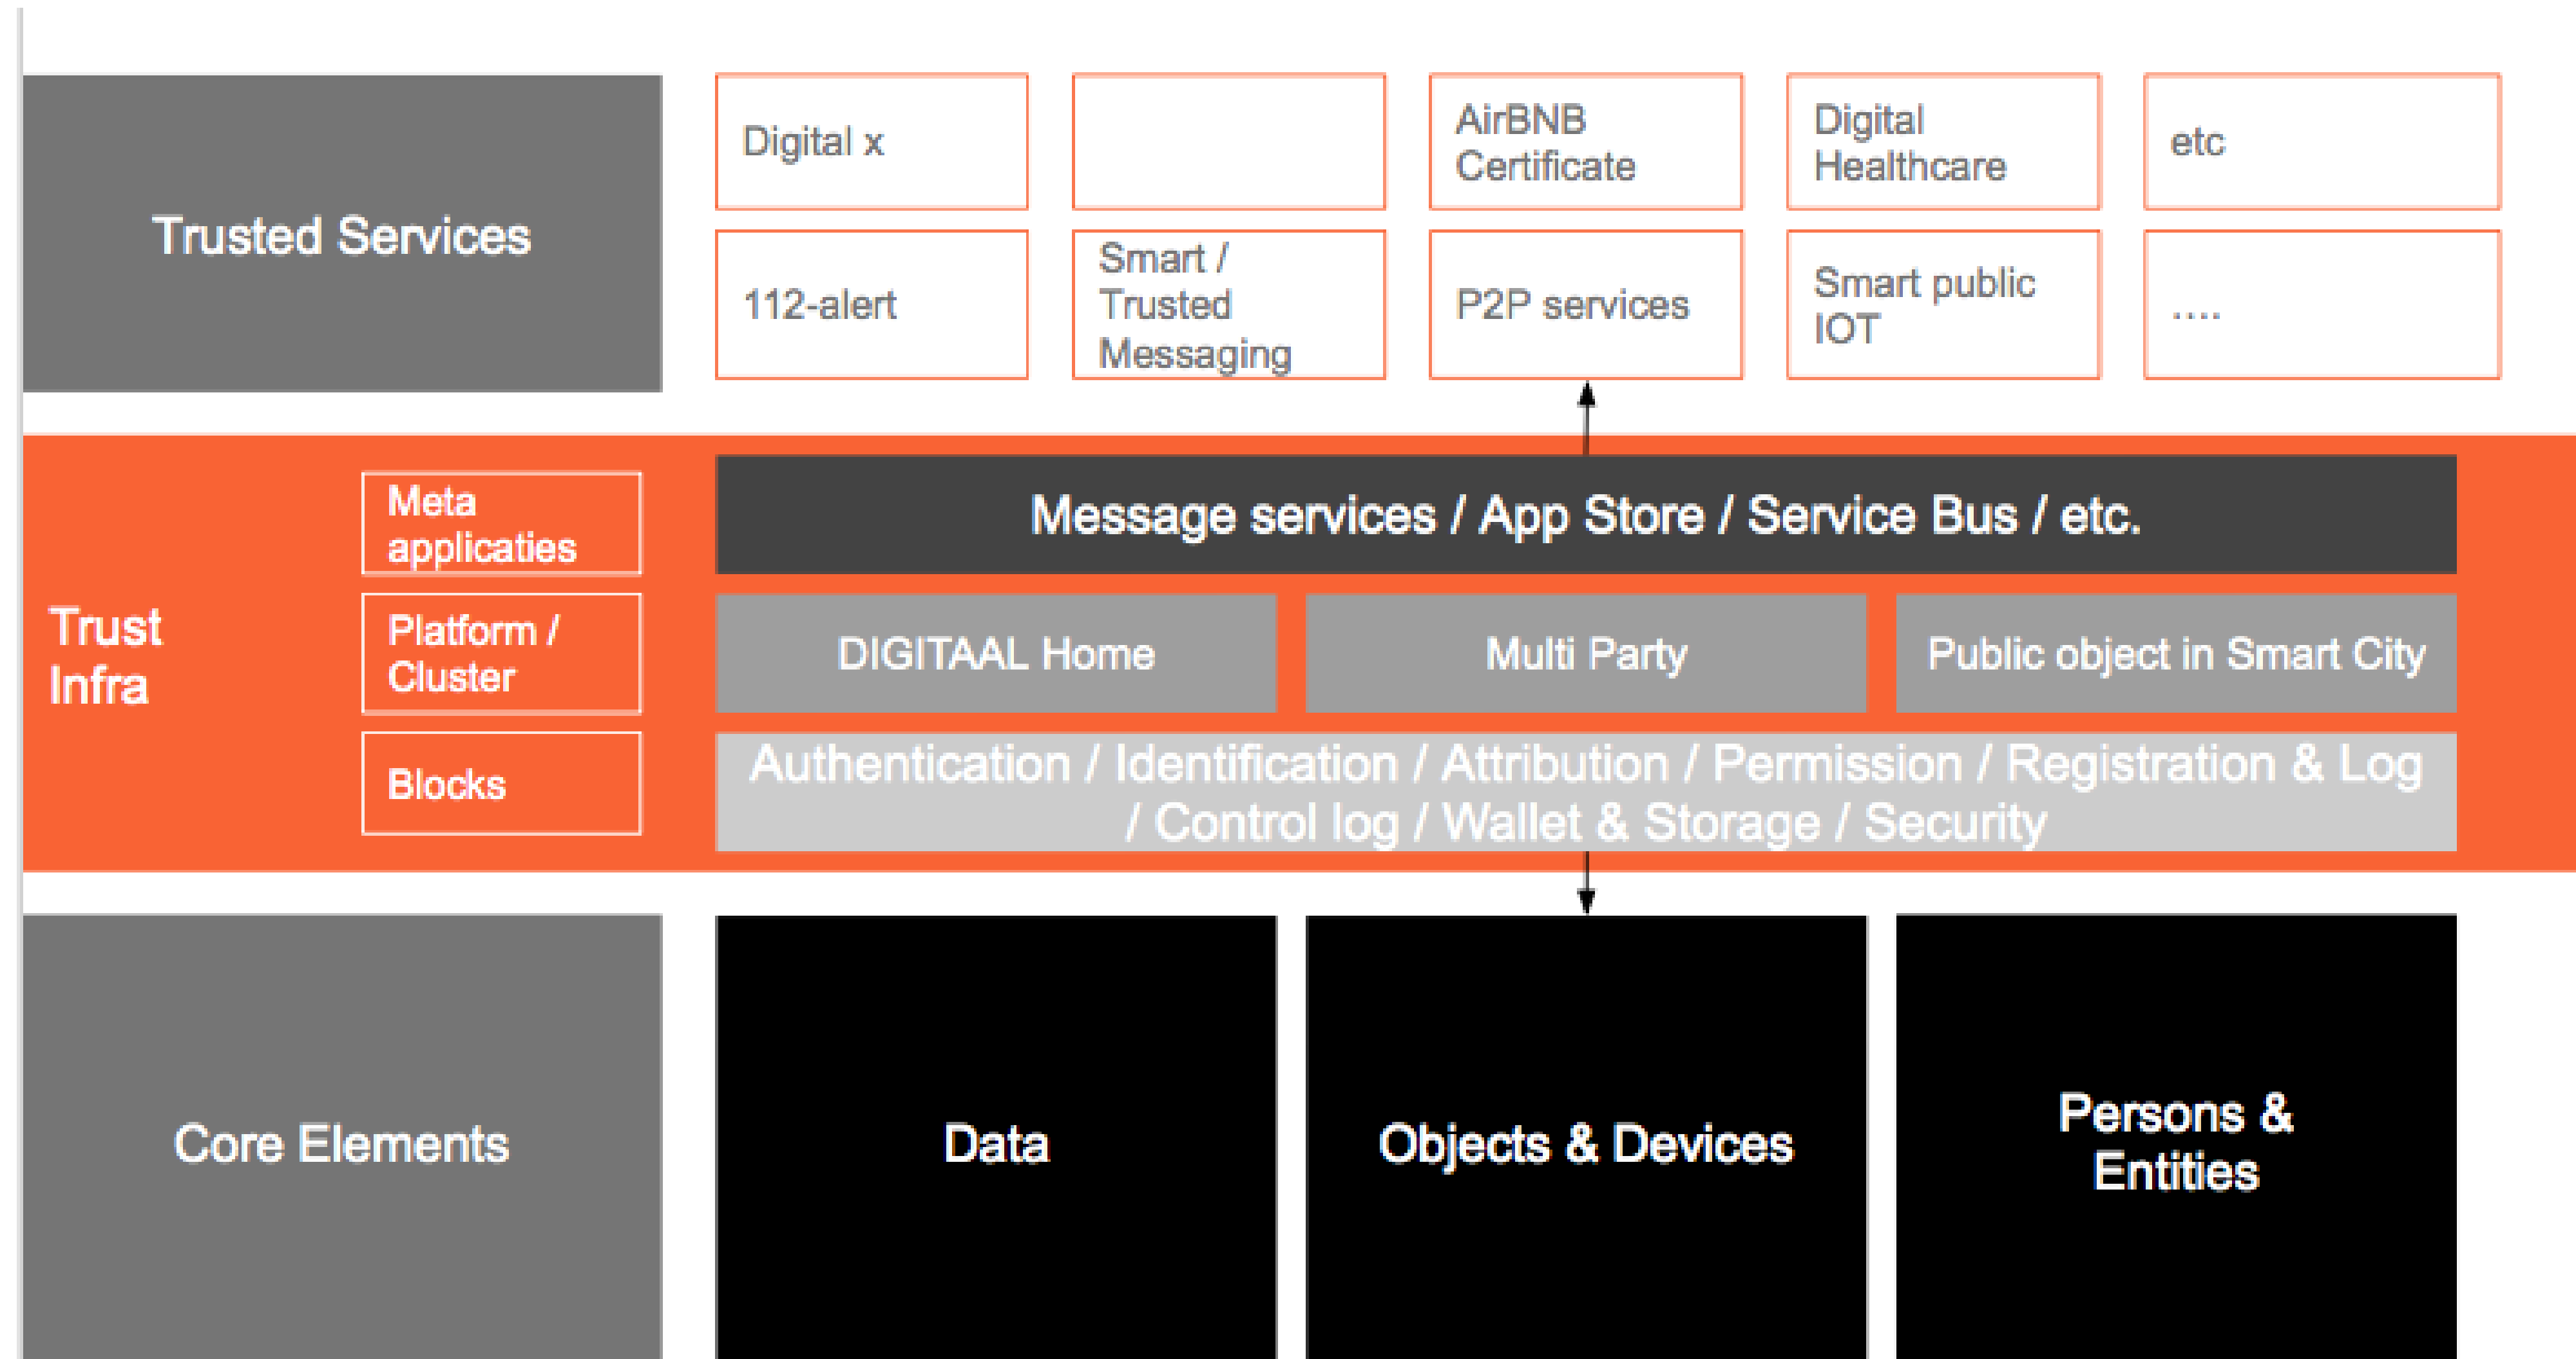 Trusted Services
Digital x
AirBNB
Certificate
Digital
Healthcare
etc
112-alert
Smart /
Trusted
Messaging
P2P services
Smart public
IOT
....
Trust
Infra
Meta
applicaties
Message services / App Store / Service Bus / etc.
Platform /
Cluster
DIGITAAL Home
Multi Party
Public object in Smart City
Blocks
Authentication / Identification / Attribution / Permission / Registration & Log
/ Control log / Wallet & Storage / Security
Core Elements
Data
Objects & Devices
Persons &
Entities